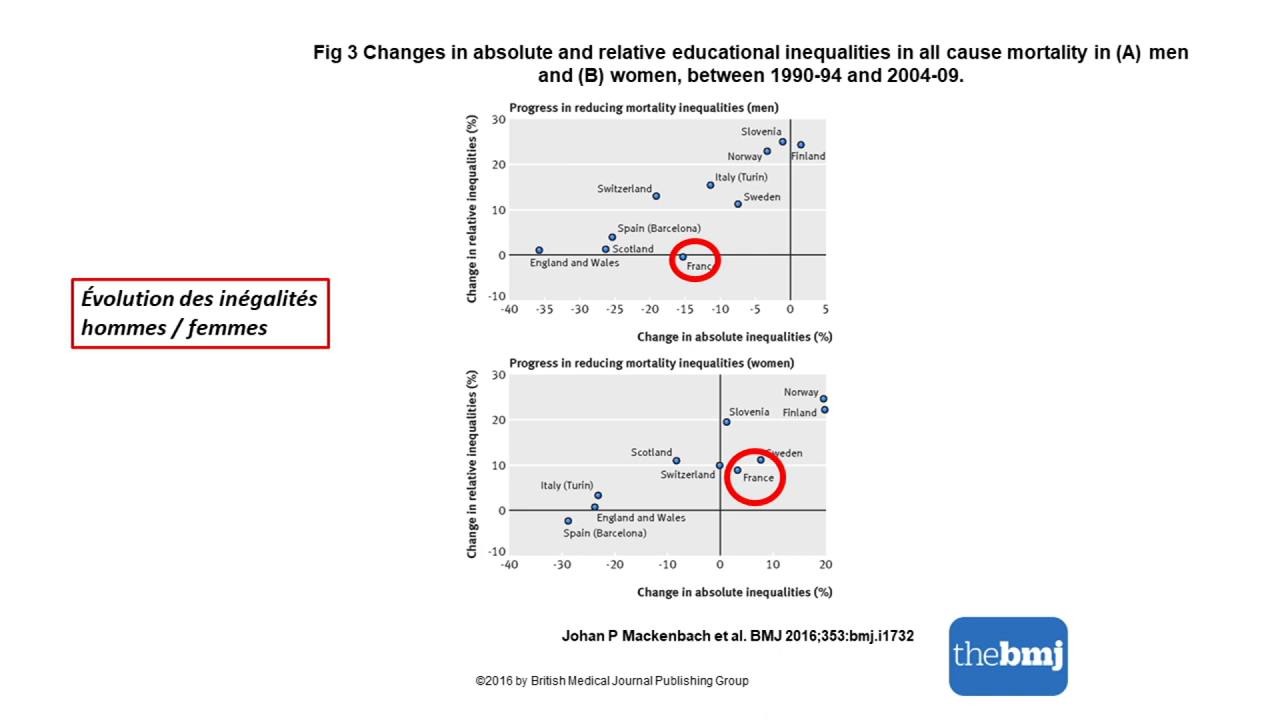 Fig 3 Changes in absolute and relative educational inequalities in all cause mortality in (A) men
and (B) women, between 1990-94 and 2004-09.
Évolution des inégalités
hommes / femmes
Progress in reducing mortality inequalities (men)
Change in relative inequalities (%)
30
20
10
0
-10
Slovenia
Norway
Finland
Italy (Turin)
Switzerland
Sweden
Spain (Barcelona)
Scotland
England and Wales
France
-40 -35 -30 -25 -20 -15 -10 -5 0 5
Change in absolute inequalities (%)
Progress in reducing mortality inequalities (women)
Change in relative inequalities (%)
30
20
10
0
-10
Norway
Slovenia
Finland
Scotland
Sweden
Switzerland
France
Italy (Turin)
England and Wales
Spain (Barcelona)
-40 -30 -20 -10 0 10 20
Change in absolute inequalities (%)
Johan P Mackenbach et al. BMJ 2016;353:bmj.i1732
thebmj
©2016 by British Medical Journal Publishing Group